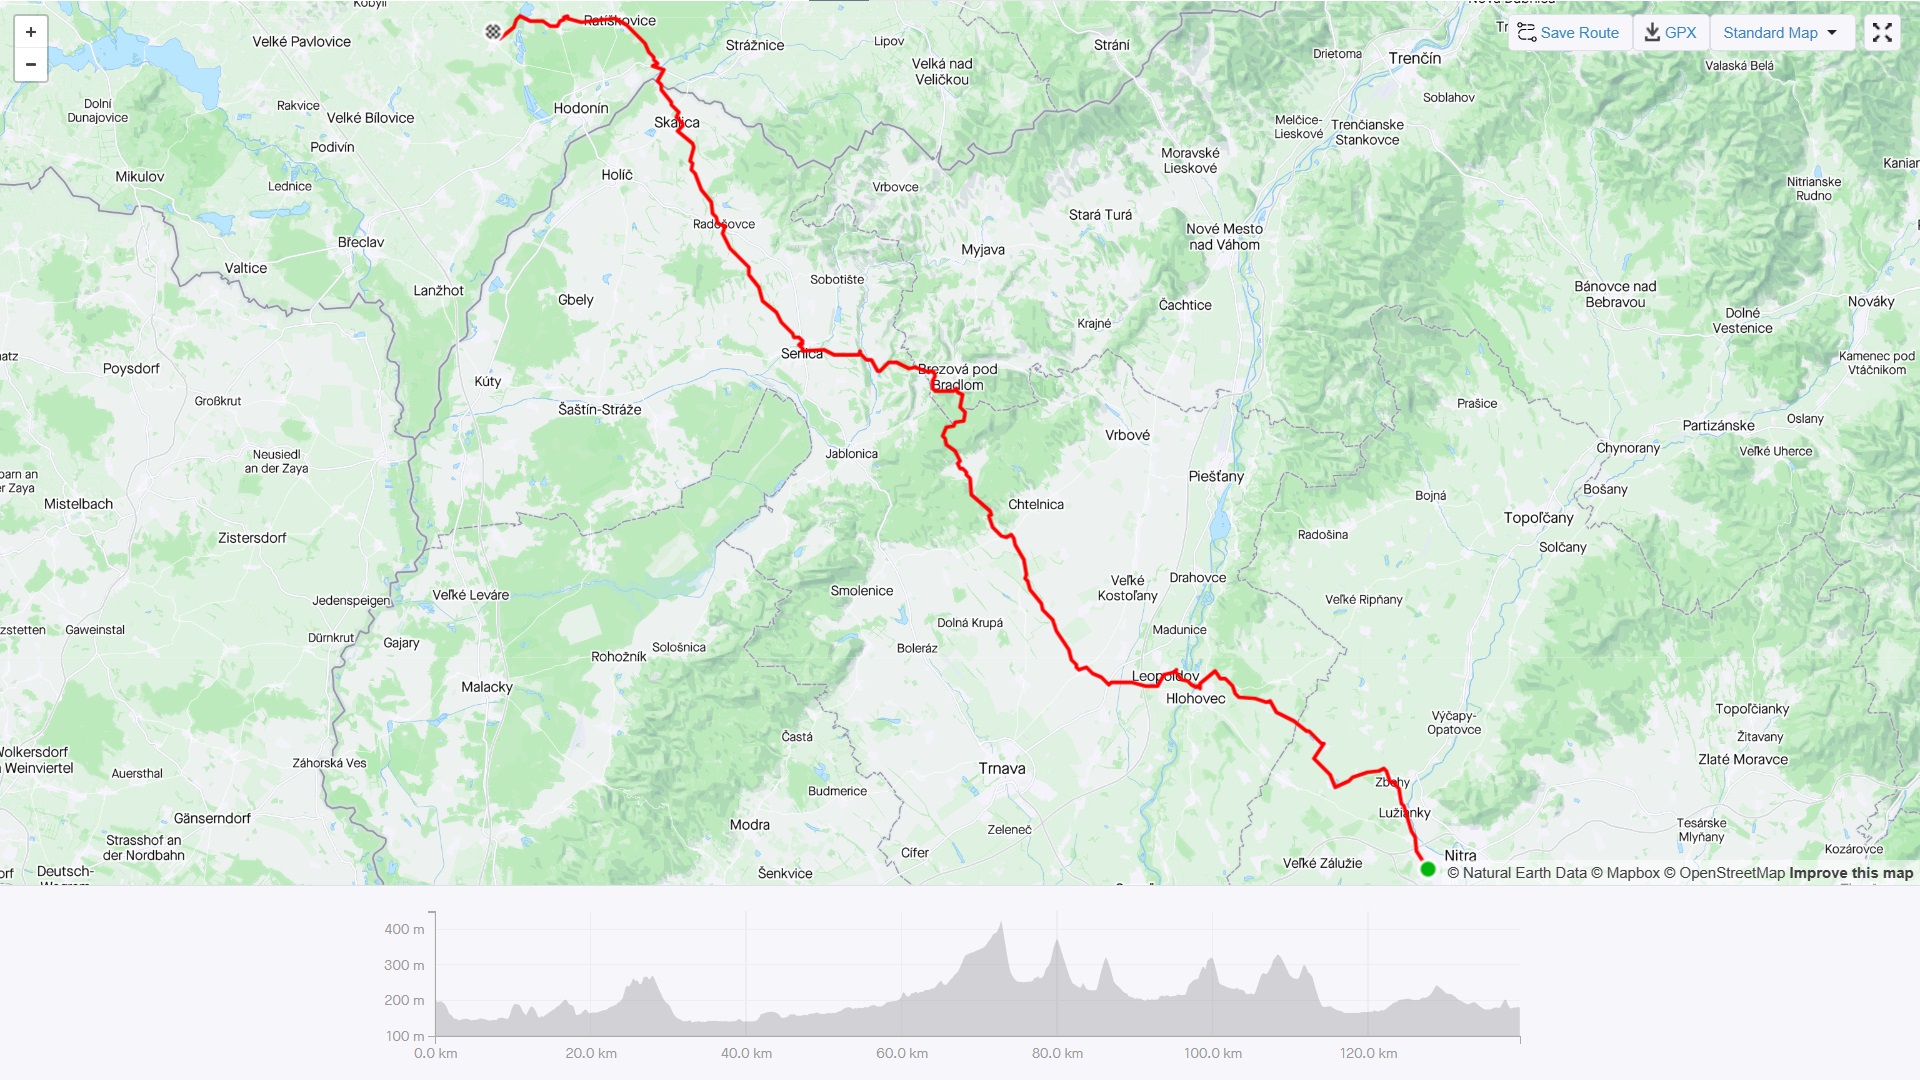 +
−
Save Route
GPX
Standard Map
Kobylí
Ratíškovice
Velké Pavlovice
Strážnice
Lipov
Strání
Velká nad
Veličkou
Drietoma
Trenčín
Valaská Belá
Dolní
Dunajovice
Rakvice
Velké Bílovice
Hodonín
Skalica
Soblahov
Melčice-
Lieskové
Trenčianske
Stankovce
Podivín
Moravské
Lieskové
Mikulov
Lednice
Holíč
Vrbovce
Nitrianske
Rudno
Stará Turá
Radošovce
Nové Mesto
nad Váhom
Břeclav
Myjava
Valtice
Sobotište
Lanžhot
Gbely
Čachtice
Bánovce nad
Bebravou
Nováky
Dolné
Vestenice
Krajné
Senica
Poysdorf
Brezová pod
Bradlom
Kamenec pod
Vtáčnikom
Kúty
Großkrut
Šaštín-Stráže
Prašice
Oslany
Partizánske
Vrbové
Chynorany
Veľké Uherce
Jablonica
Neusiedl
an der Zaya
Piešťany
Bošany
Bojná
Mistelbach
Chtelnica
Topoľčany
Zistersdorf
Radošina
Solčany
Drahovce
Veľké
Kostoľany
Smolenice
Veľké Leváre
Jedenspeigen
Veľké Ripňany
Gaweinstal
Dolná Krupá
Madunice
Dürnkrut
Gajary
Sološnica
Boleráz
Rohožník
Leopoldov
Malacky
Hlohovec
Topoľčianky
Výčapy-
Opatovce
Častá
Žitavany
Zlaté Moravce
Záhorská Ves
Auersthal
Trnava
Zbehy
Budmerice
Lužianky
Gänserndorf
Modra
Zeleneč
Tesárske
Mlyňany
Strasshof an
der Nordbahn
Cífer
Nitra
Kozárovce
Veľké Zálužie
Šenkvice
Deutsch-
© Natural Earth Data © Mapbox © OpenStreetMap Improve this map
400 m
300 m
200 m
100 m
0.0 km 20.0 km 40.0 km 60.0 km 80.0 km 100.0 km 120.0 km